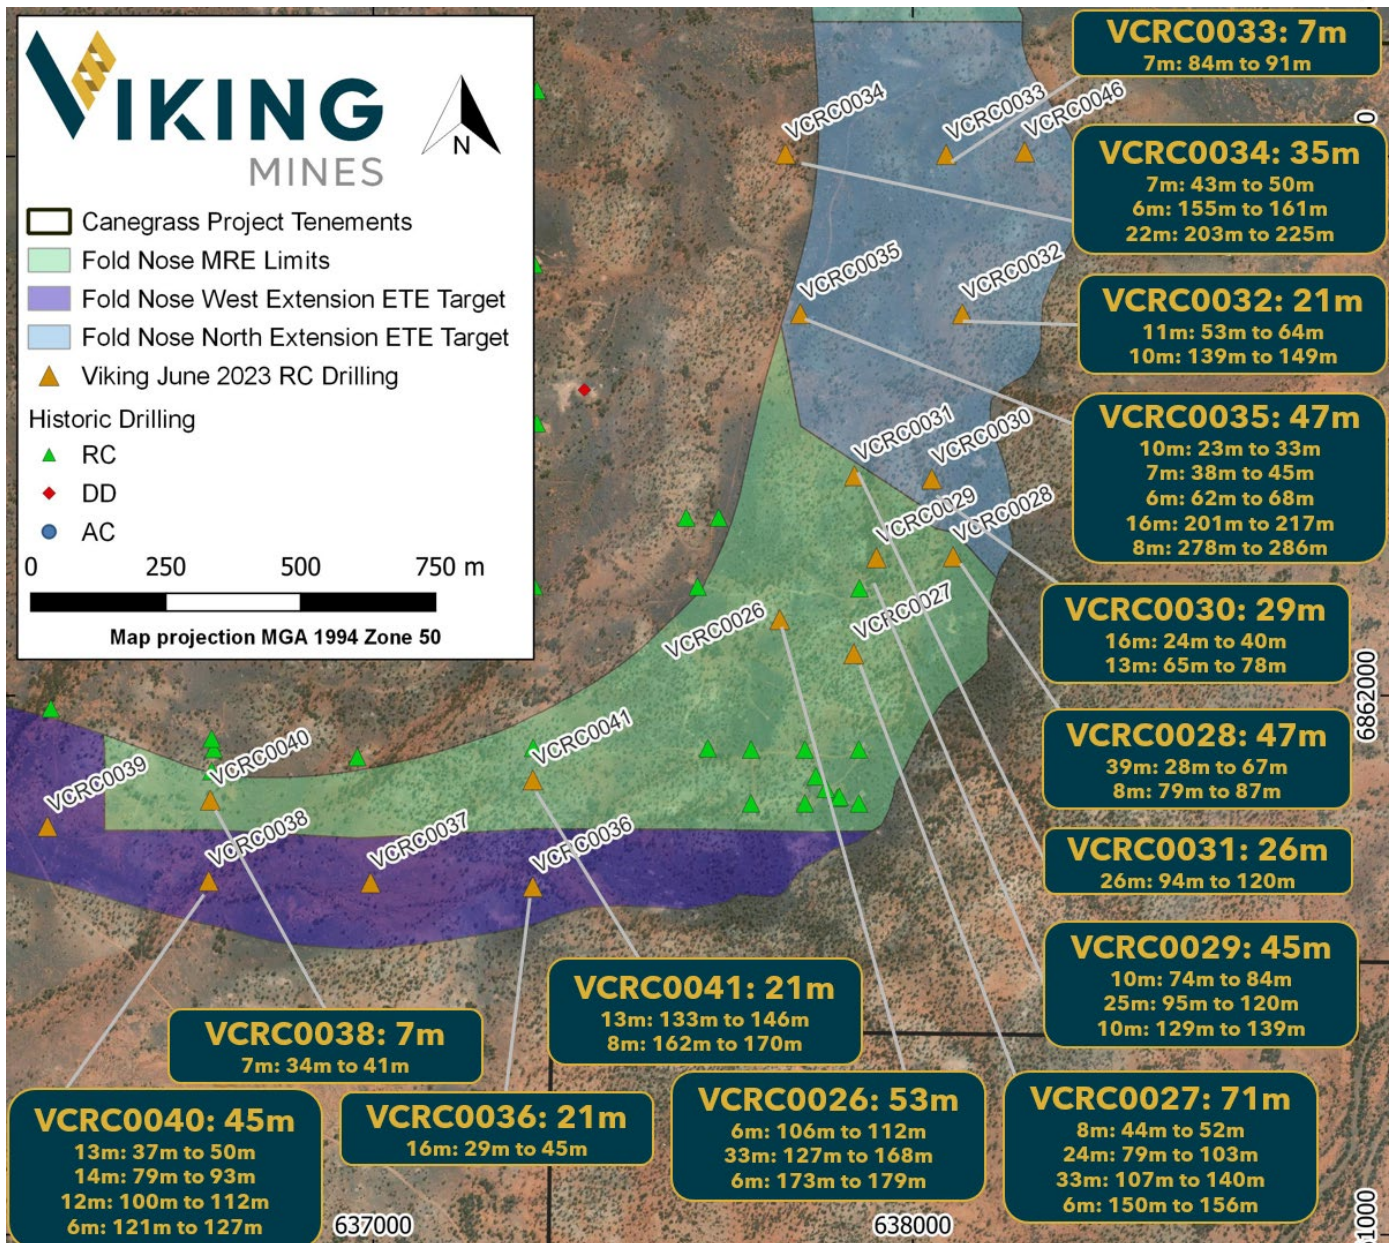 VIKING
MINES
N
Canegrass Project Tenements
Fold Nose MRE Limits
Fold Nose West Extension ETE Target
Fold Nose North Extension ETE Target
Viking June 2023 RC Drilling
Historic Drilling
RC
DD
AC
0 250 500 750 m
Map projection MGA 1994 Zone 50
VCRC0034
VCRC0033
VCRC0046
VCRC0035
VCRC0032
VCRC0031
VCRC0030
VCRC0029
VCRC0028
VCRC0026
VCRC0027
VCRC0039
VCRC0040
VCRC0041
VCRC0038
VCRC0037
VCRC0036
VCRC0033: 7m
7m: 84m to 91m
VCRC0034: 35m
7m: 43m to 50m
6m: 155m to 161m
22m: 203m to 225m
VCRC0032: 21m
11m: 53m to 64m
10m: 139m to 149m
VCRC0035: 47m
10m: 23m to 33m
7m: 38m to 45m
6m: 62m to 68m
16m: 201m to 217m
8m: 278m to 286m
VCRC0030: 29m
16m: 24m to 40m
13m: 65m to 78m
VCRC0028: 47m
39m: 28m to 67m
8m: 79m to 87m
VCRC0031: 26m
26m: 94m to 120m
VCRC0029: 45m
10m: 74m to 84m
25m: 95m to 120m
10m: 129m to 139m
VCRC0041: 21m
13m: 133m to 146m
8m: 162m to 170m
VCRC0038: 7m
7m: 34m to 41m
VCRC0040: 45m
13m: 37m to 50m
14m: 79m to 93m
12m: 100m to 112m
6m: 121m to 127m
VCRC0036: 21m
16m: 29m to 45m
VCRC0026: 53m
6m: 106m to 112m
33m: 127m to 168m
6m: 173m to 179m
VCRC0027: 71m
8m: 44m to 52m
24m: 79m to 103m
33m: 107m to 140m
6m: 150m to 156m
637000
638000
6862000